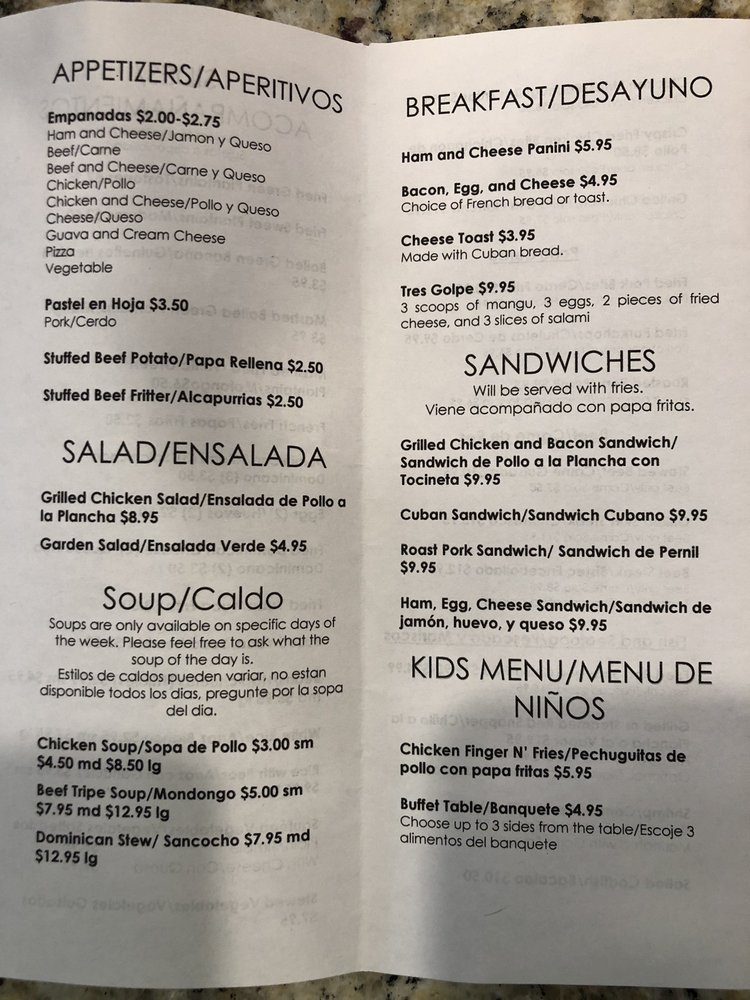 APPETIZERS/APERITIVOS
Empanadas $2.00-$2.75
Ham and Cheese/Jamon y Queso
Beef/Carne
Beef and Cheese/Carne y Queso
Chicken/Pollo
Chicken and Cheese/Pollo y Queso
Cheese/Queso
Guava and Cream Cheese
Pizza
Vegetable
Pastel en Hoja $3.50
Pork/Cerdo
Stuffed Beef Potato/Papa Rellena $2.50
Stuffed Beef Fritter/Alcapurrias $2.50
SALAD/ENSALADA
Grilled Chicken Salad/Ensalada de Pollo a
la Plancha $8.95
Garden Salad/Ensalada Verde $4.95
Soup/Caldo
Soups are only available on specific days of
the week. Please feel free to ask what the
soup of the day is.
Estilos de caldos pueden variar, no estan
disponible todos los dias, pregunte por la sopa
del dia.
Chicken Soup/Sopa de Pollo $3.00 sm
$4.50 md $8.50 lg
Beef Tripe Soup/Mondongo $5.00 sm
$7.95 md $12.95 lg
Dominican Stew/ Sancocho $7.95 md
$12.95 lg
BREAKFAST/DESAYUNO
Ham and Cheese Panini $5.95
Bacon, Egg, and Cheese $4.95
Choice of French bread or toast.
Cheese Toast $3.95
Made with Cuban bread.
Tres Golpe $9.95
3 scoops of mangu, 3 eggs, 2 pieces of fried
cheese, and 3 slices of salami
SANDWICHES
Will be served with fries.
Viene acompañado con papa fritas.
Grilled Chicken and Bacon Sandwich/
Sandwich de Pollo a la Plancha con
Tocineta $9.95
Cuban Sandwich/Sandwich Cubano $9.95
Roast Pork Sandwich/ Sandwich de Pernil
$9.95
Ham, Egg, Cheese Sandwich/Sandwich de
jamón, huevo, y queso $9.95
KIDS MENU/MENU DE
NIÑOS
Chicken Finger N' Fries/Pechuguitas de
pollo con papa fritas $5.95
Buffet Table/Banquete $4.95
Choose up to 3 sides from the table/Escoje 3
alimentos del banquete